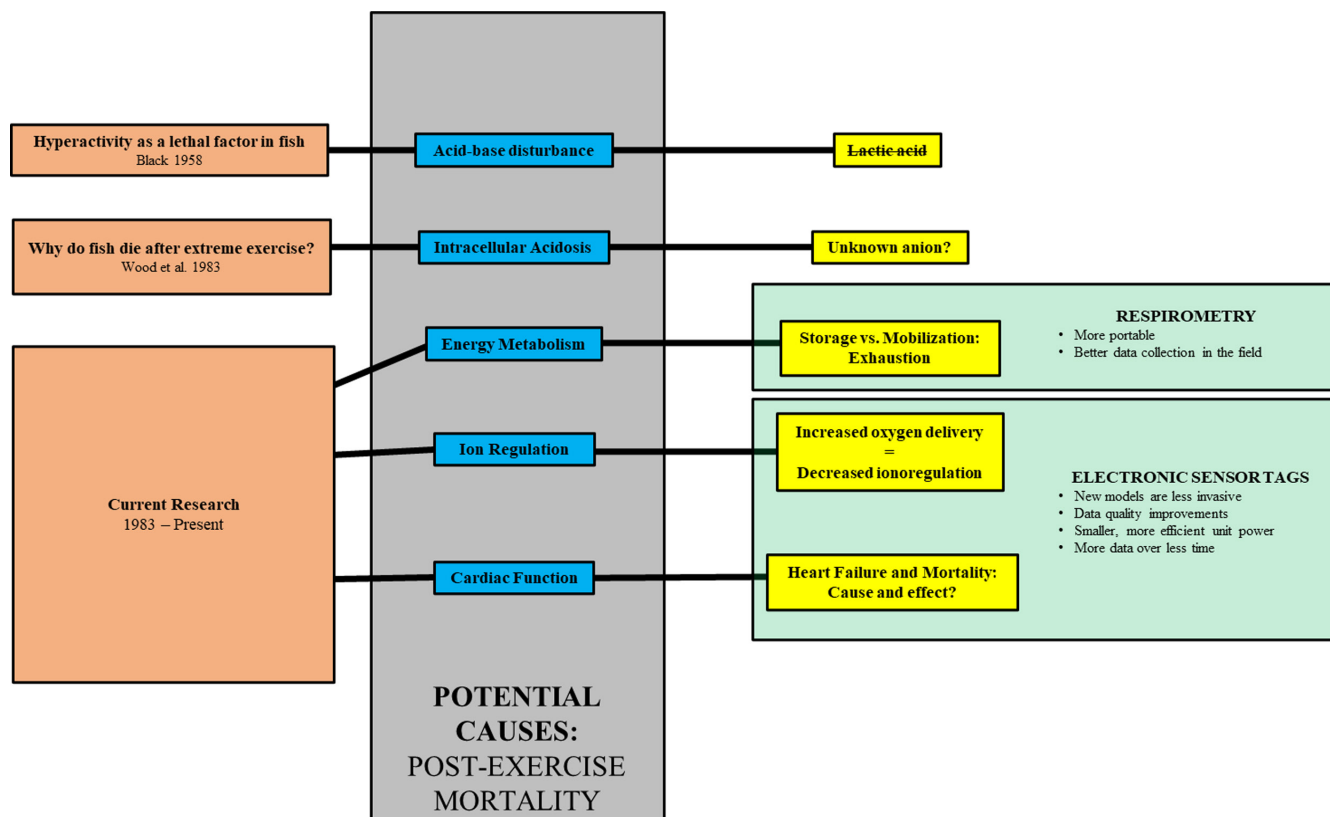 Hyperactivity as a lethal factor in fish
Black 1958
Acid-base disturbance
Lactic acid
Why do fish die after extreme exercise?
Wood et al. 1983
Intracellular Acidosis
Unknown anion?
Current Research
1983 – Present
Energy Metabolism
Storage vs. Mobilization:
Exhaustion
RESPIROMETRY
• More portable
• Better data collection in the field
Ion Regulation
Increased oxygen delivery
=
Decreased ionoregulation
Cardiac Function
Heart Failure and Mortality:
Cause and effect?
ELECTRONIC SENSOR TAGS
• New models are less invasive
• Data quality improvements
• Smaller, more efficient unit power
• More data over less time
POTENTIAL
CAUSES:
POST-EXERCISE
MORTALITY